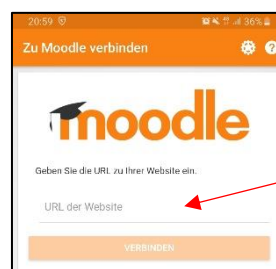 20:59 36%
Zu Moodle verbinden
moodle
Geben Sie die URL zu Ihrer Website ein.
URL der Website
VERBINDEN